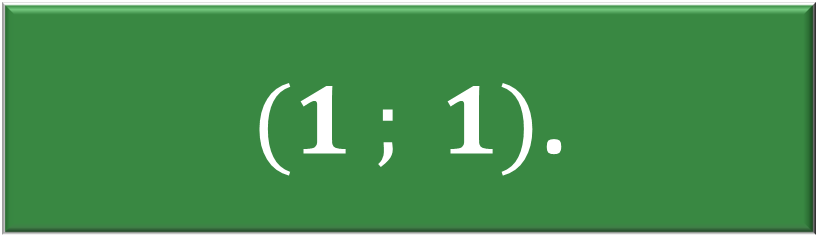 (1 ; 1).